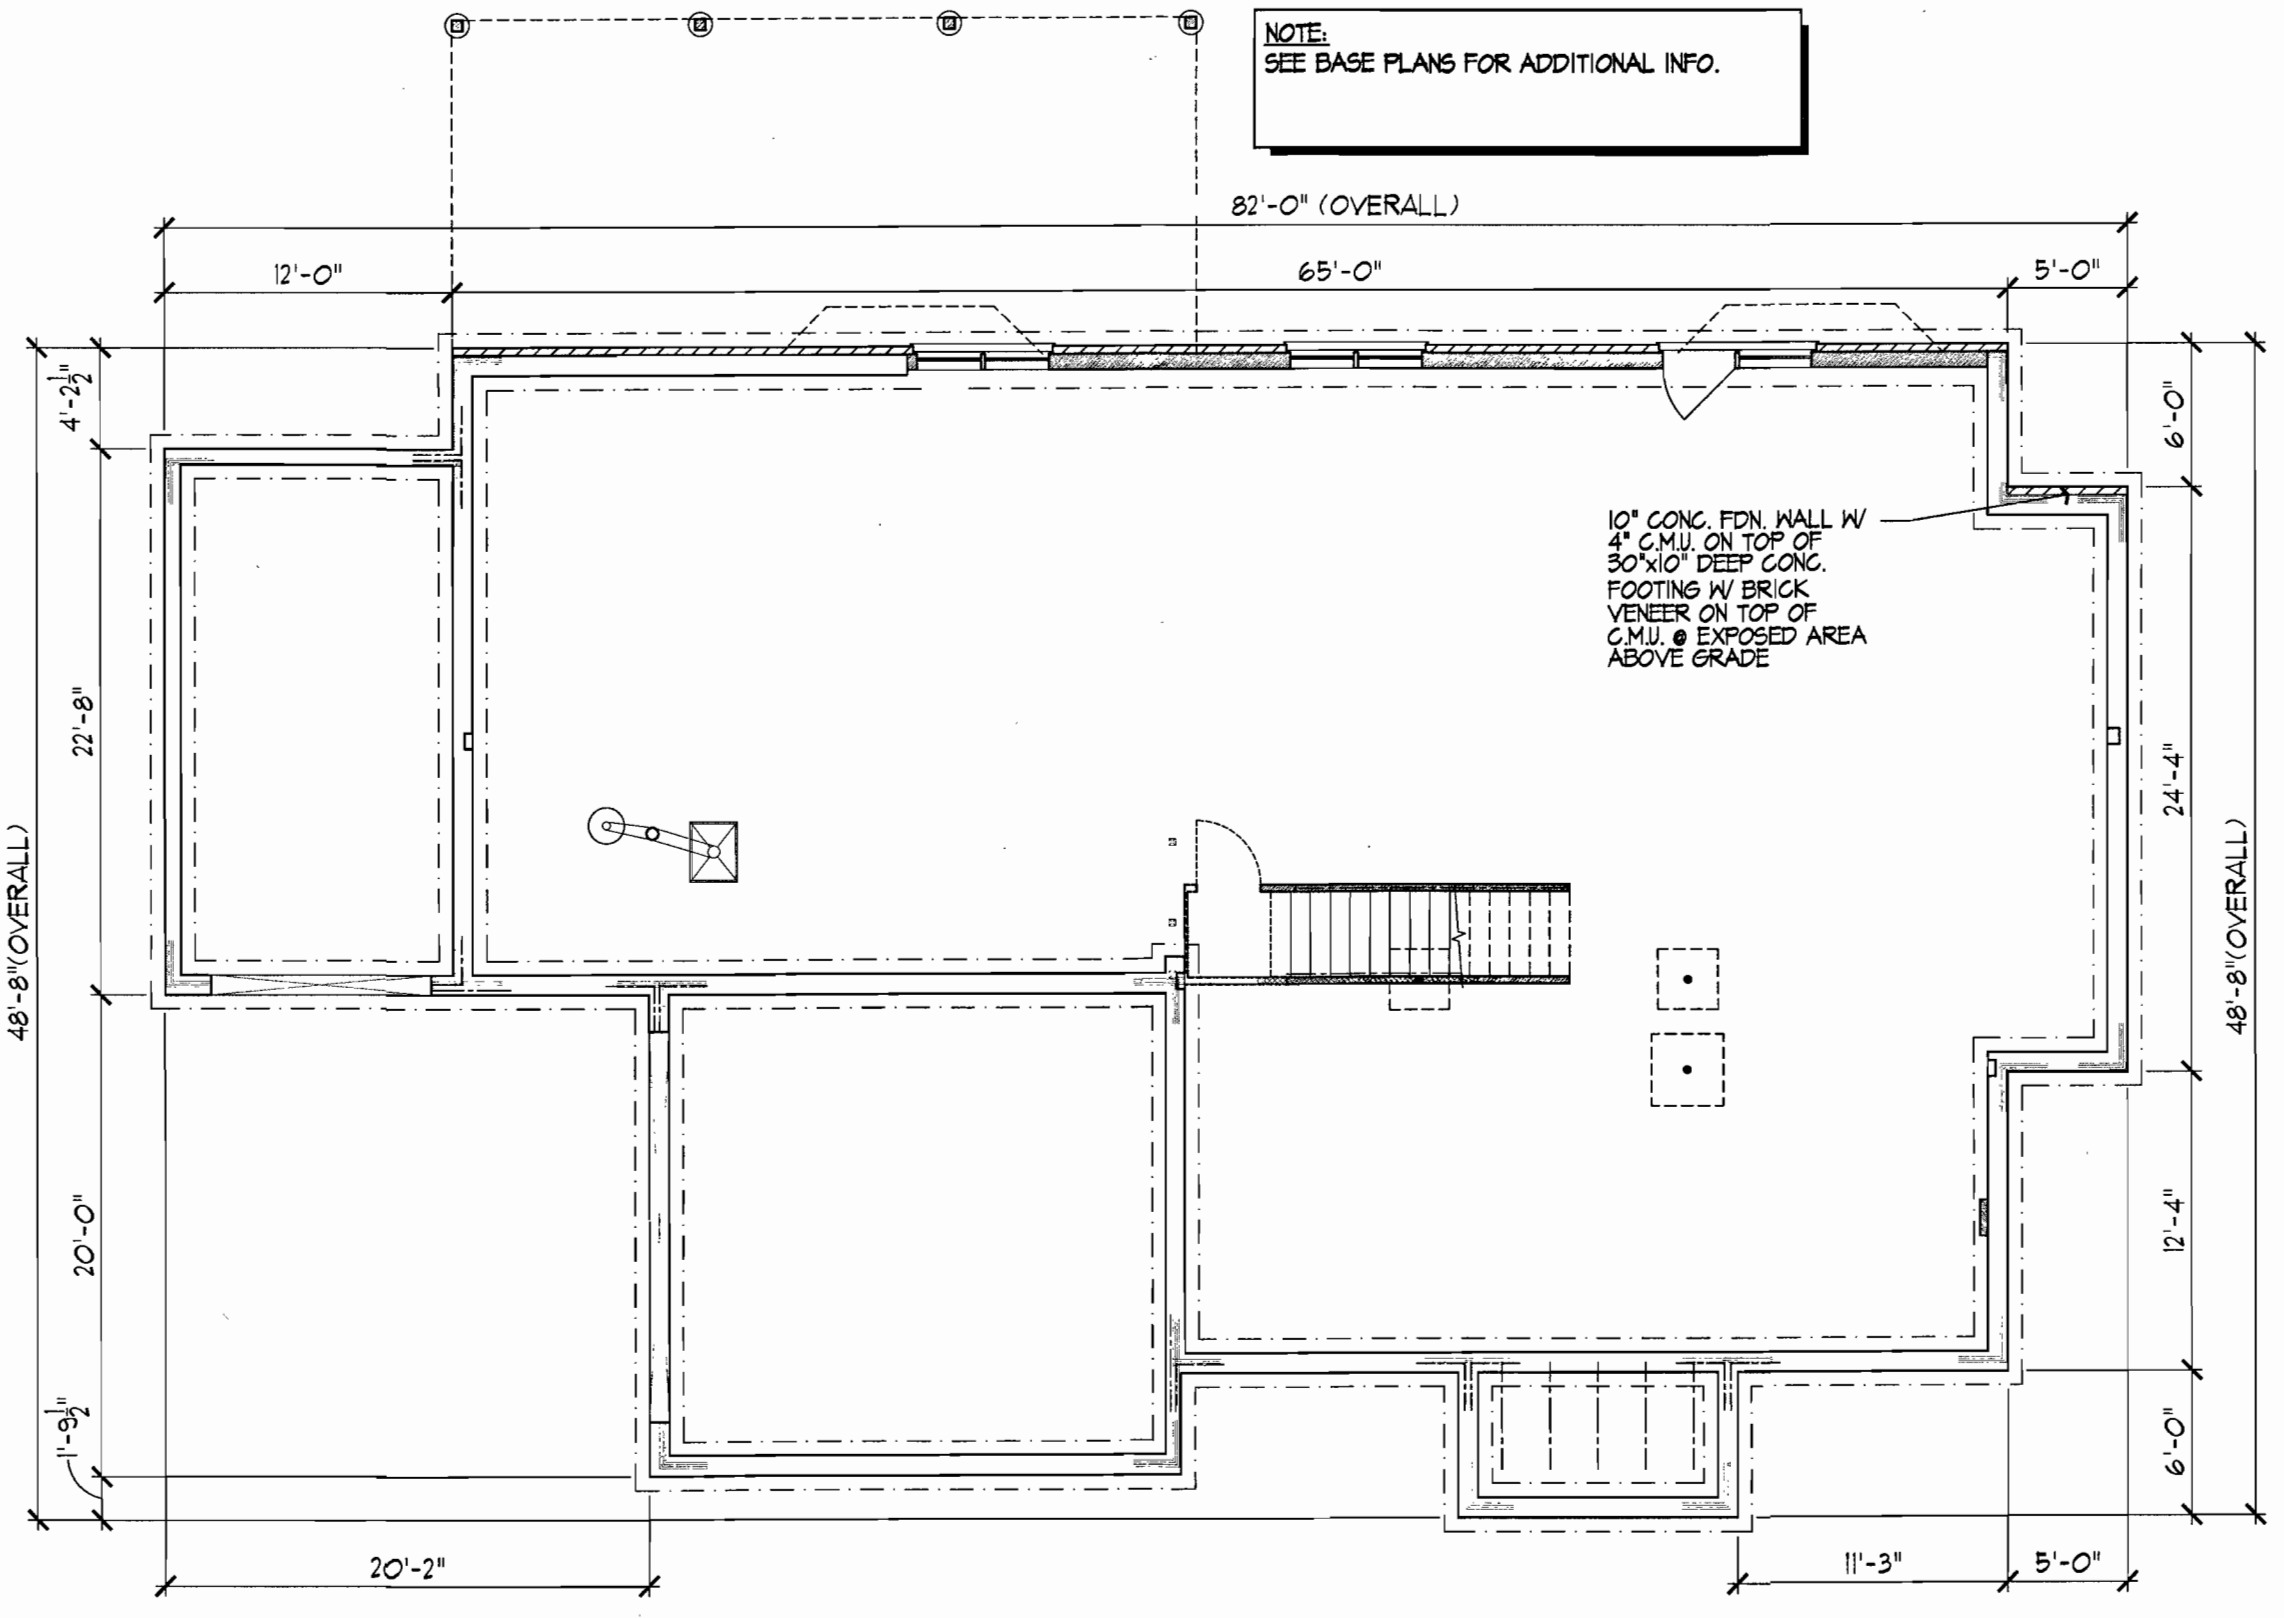 NOTE:
SEE BASE PLANS FOR ADDITIONAL INFO.
82'-0" (OVERALL)
12'-0"
65'-0"
5'-0"
4'-2 1/2"
22'-8"
48'-8"(OVERALL)
20'-0"
1'-9 1/2"
6'-0"
10" CONC. FDN. WALL W/
4" C.M.U. ON TOP OF
30"x10" DEEP CONC.
FOOTING W/ BRICK
VENEER ON TOP OF
C.M.U. @ EXPOSED AREA
ABOVE GRADE
24'-4"
48'-8"(OVERALL)
12'-4"
6'-0"
20'-2"
11'-3"
5'-0"